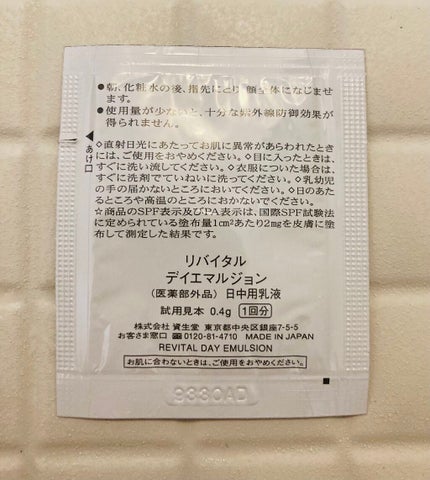 ●朝、化粧水の後、指先にとり、顔全体になじませ
ます。
●使用量が少ないと、十分な紫外線防御効果が
得られません。
◀あけ口
◇直射日光にあたってお肌に異常があらわれたとき
には、ご使用をおやめください。◇目に入ったときは、
すぐに洗い流してください。◇衣服についた場合は、
すぐに洗剤でていねいに洗ってください。◇乳幼児
の手の届かないところにおいてください。◇日のあ
たるところや高温のところにおかないでください。
☆商品のSPF表示及びPA表示は、国際SPF試験法
に定められている塗布量1cm²あたり2mgを皮膚に塗
布して測定した結果です。
リバイタル
デイエマルジョン
(医薬部外品) 日中用乳液
試用見本 0.4g 1回分
株式会社 資生堂 東京都中央区銀座7-5-5
お客さま窓口 0120-81-4710 MADE IN JAPAN
REVITAL DAY EMULSION
お肌に合わないときは、ご使用をおやめください。
9330AD